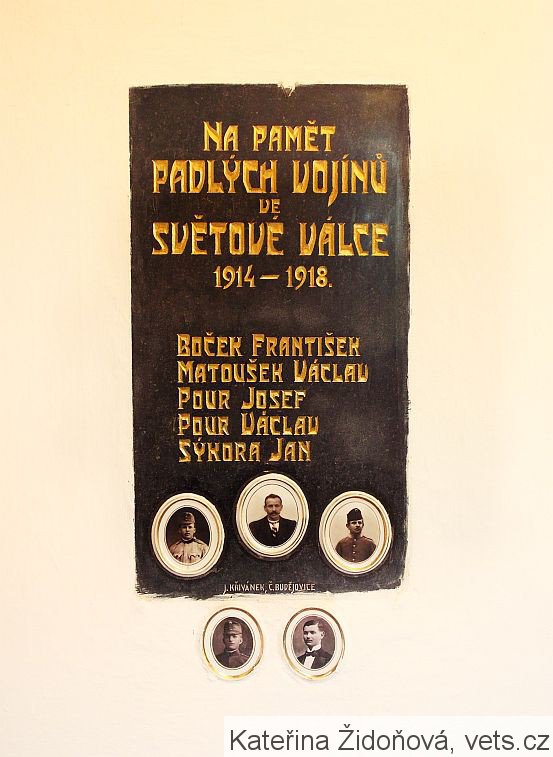 NA PAMĚT
PADLÝCH VOJÍNŮ
VE
SVĚTOVÉ VÁLCE
1914 – 1918.
BOČEK FRANTIŠEK
MATOUŠEK VÁCLAV
POUR JOSEF
POUR VÁCLAV
SÝKORA JAN
J. KŘIVÁNEK, Č. BUDĚJOVICE
Kateřina Židoňová, vets.cz